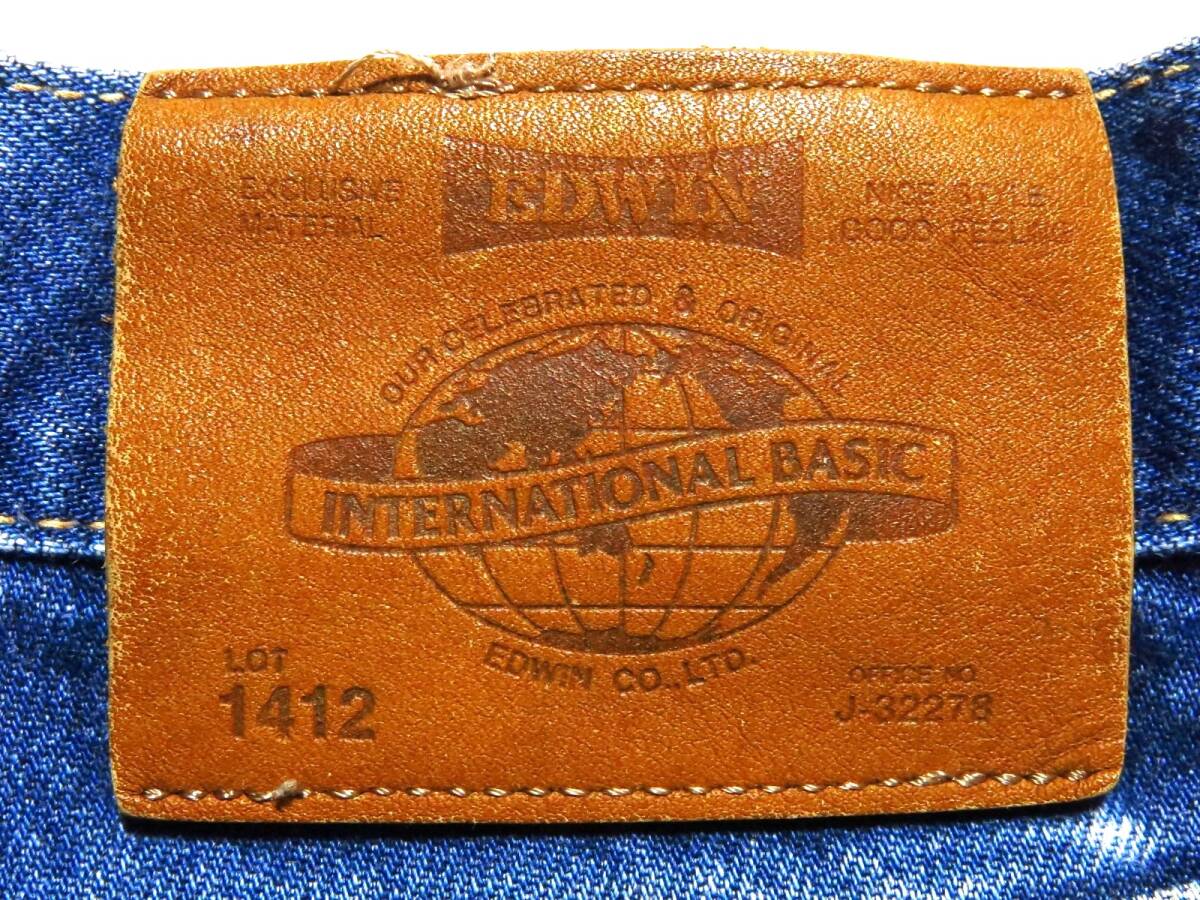 EXCLUSIVE
MATERIAL
EDWIN
NICE STYLE
GOOD FEELING
OUR CELEBRATED & ORIGINAL
INTERNATIONAL BASIC
EDWIN CO.,LTD.
LOT
1412
OFFICE NO.
J-32278